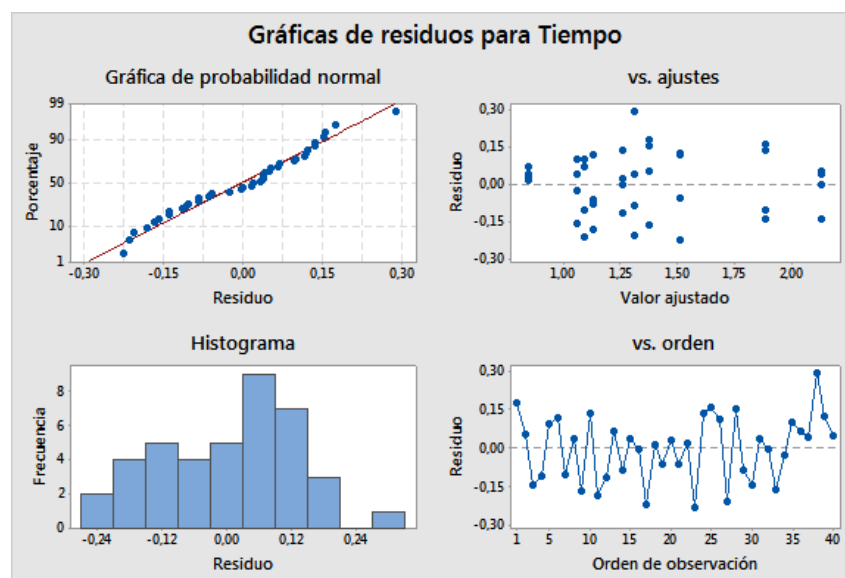 Gráficas de residuos para Tiempo
Gráfica de probabilidad normal
99
90
50
10
1
Porcentaje
-0,30 -0,15 0,00 0,15 0,30
Residuo
vs. ajustes
0,30
0,15
0,00
-0,15
-0,30
Residuo
1,00 1,25 1,50 1,75 2,00
Valor ajustado
Histograma
8
6
4
2
0
Frecuencia
-0,24 -0,12 0,00 0,12 0,24
Residuo
vs. orden
0,30
0,15
0,00
-0,15
-0,30
Residuo
1 5 10 15 20 25 30 35 40
Orden de observación